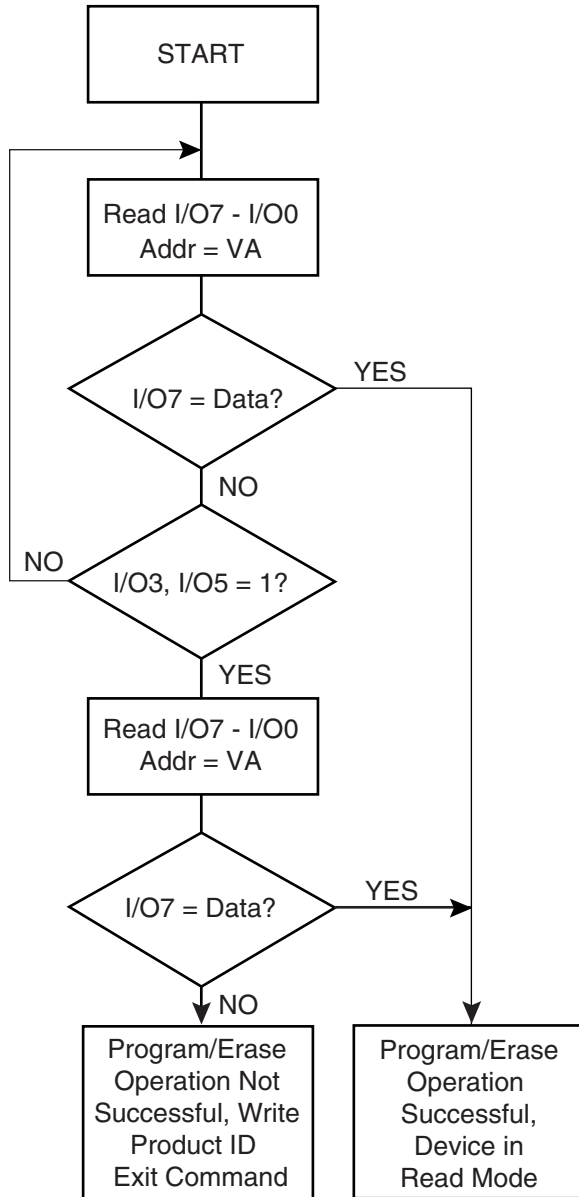 START
Read I/O7 - I/O0
Addr = VA
I/O7 = Data?
YES
NO
I/O3, I/O5 = 1?
NO
YES
Read I/O7 - I/O0
Addr = VA
I/O7 = Data?
YES
NO
Program/Erase
Operation Not
Successful, Write
Product ID
Exit Command
Program/Erase
Operation
Successful,
Device in
Read Mode